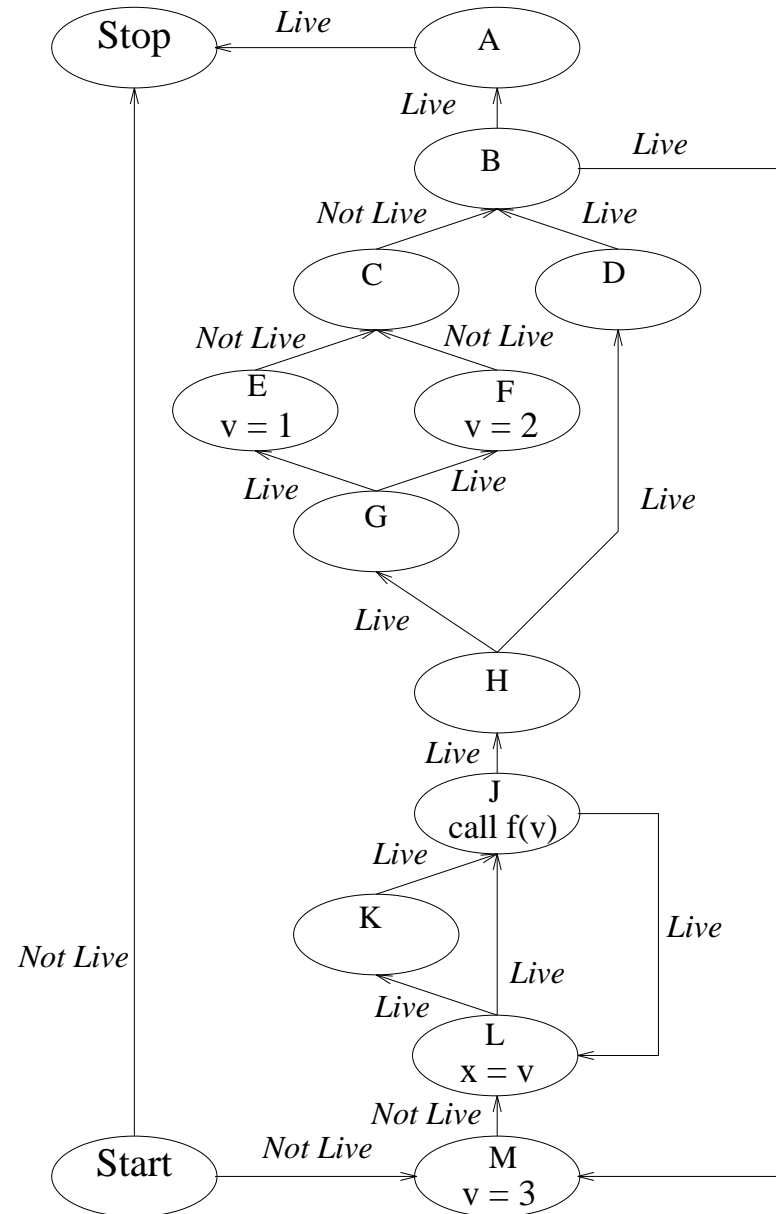 Stop
Live
A
Live
B
Live
Not Live
Live
C
D
Not Live
Not Live
E
v = 1
F
v = 2
Live
Live
G
Live
Live
H
Live
J
call f(v)
Live
K
Live
Not Live
Live
Live
L
x = v
Not Live
Start
Not Live
M
v = 3